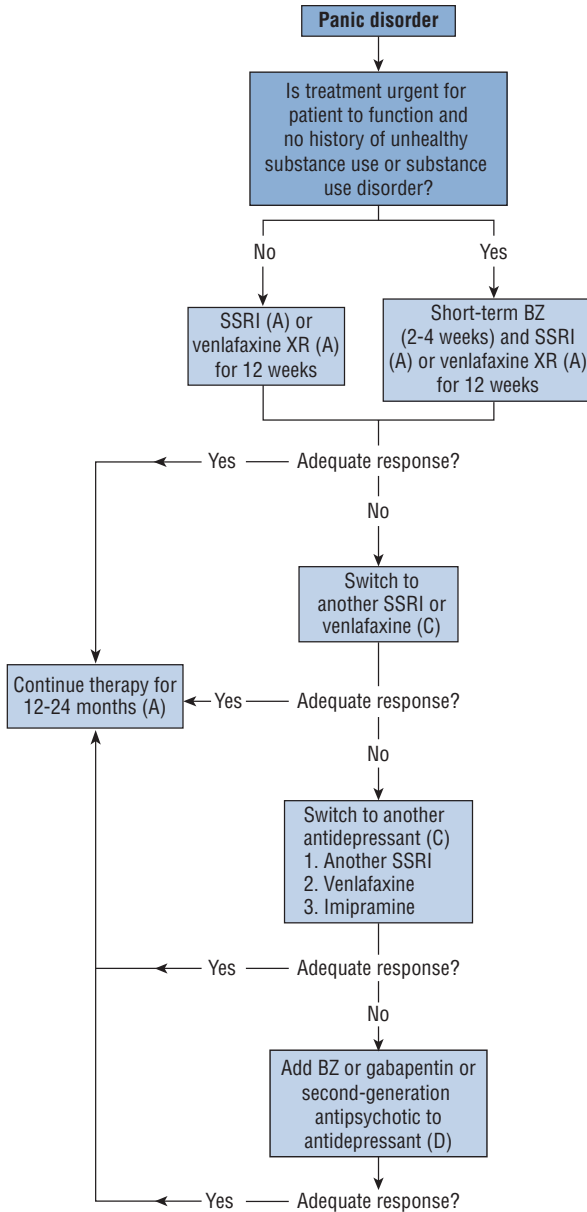 Panic disorder
Is treatment urgent for
patient to function and
no history of unhealthy
substance use or substance
use disorder?
No
Yes
SSRI (A) or
venlafaxine XR (A)
for 12 weeks
Short-term BZ
(2-4 weeks) and SSRI
(A) or venlafaxine XR (A)
for 12 weeks
Yes
Adequate response?
No
Switch to
another SSRI or
venlafaxine (C)
Continue therapy for
12-24 months (A)
Yes
Adequate response?
No
Switch to another
antidepressant (C)
1. Another SSRI
2. Venlafaxine
3. Imipramine
Yes
Adequate response?
No
Add BZ or gabapentin or
second-generation
antipsychotic to
antidepressant (D)
Yes
Adequate response?